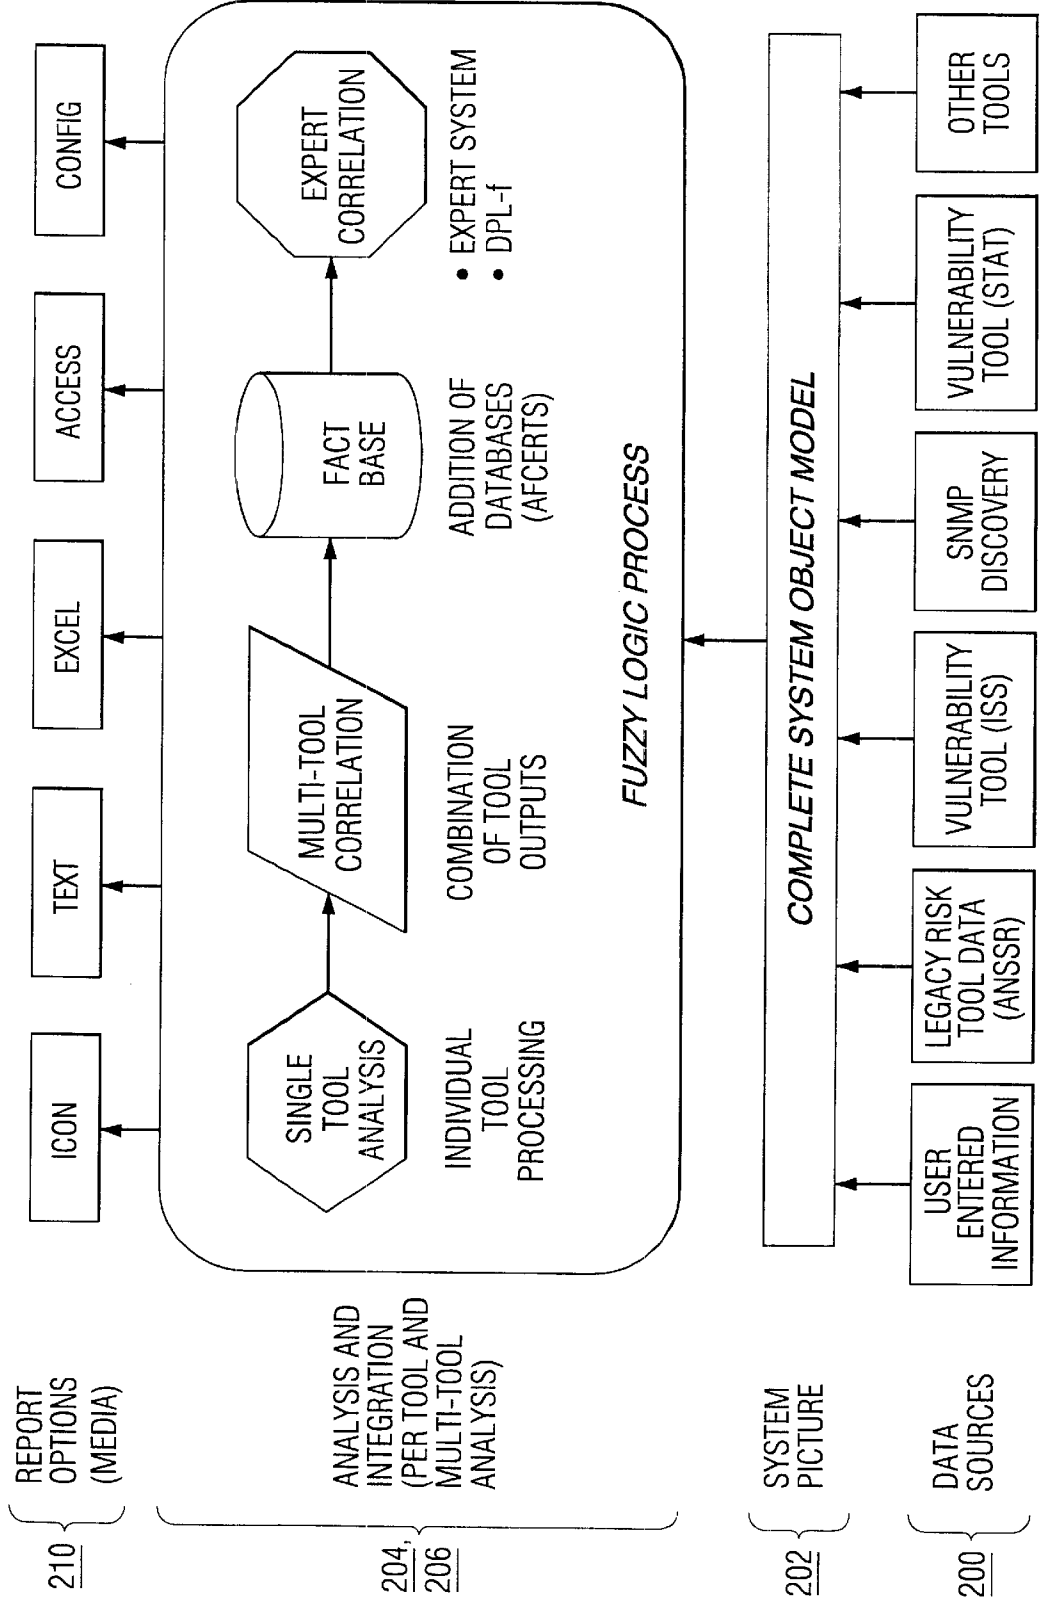 210
REPORT
OPTIONS
(MEDIA)
ICON
TEXT
EXCEL
ACCESS
CONFIG
204,
206
ANALYSIS AND
INTEGRATION
(PER TOOL AND
MULTI-TOOL
ANALYSIS)
SINGLE
TOOL
ANALYSIS
MULTI-TOOL
CORRELATION
FACT
BASE
EXPERT
CORRELATION
INDIVIDUAL
TOOL
PROCESSING
COMBINATION
OF TOOL
OUTPUTS
ADDITION OF
DATABASES
(AFCERTS)
• EXPERT SYSTEM
• DPL-f
FUZZY LOGIC PROCESS
202
SYSTEM
PICTURE
COMPLETE SYSTEM OBJECT MODEL
200
DATA
SOURCES
USER
ENTERED
INFORMATION
LEGACY RISK
TOOL DATA
(ANSSR)
VULNERABILITY
TOOL (ISS)
SNMP
DISCOVERY
VULNERABILITY
TOOL (STAT)
OTHER
TOOLS